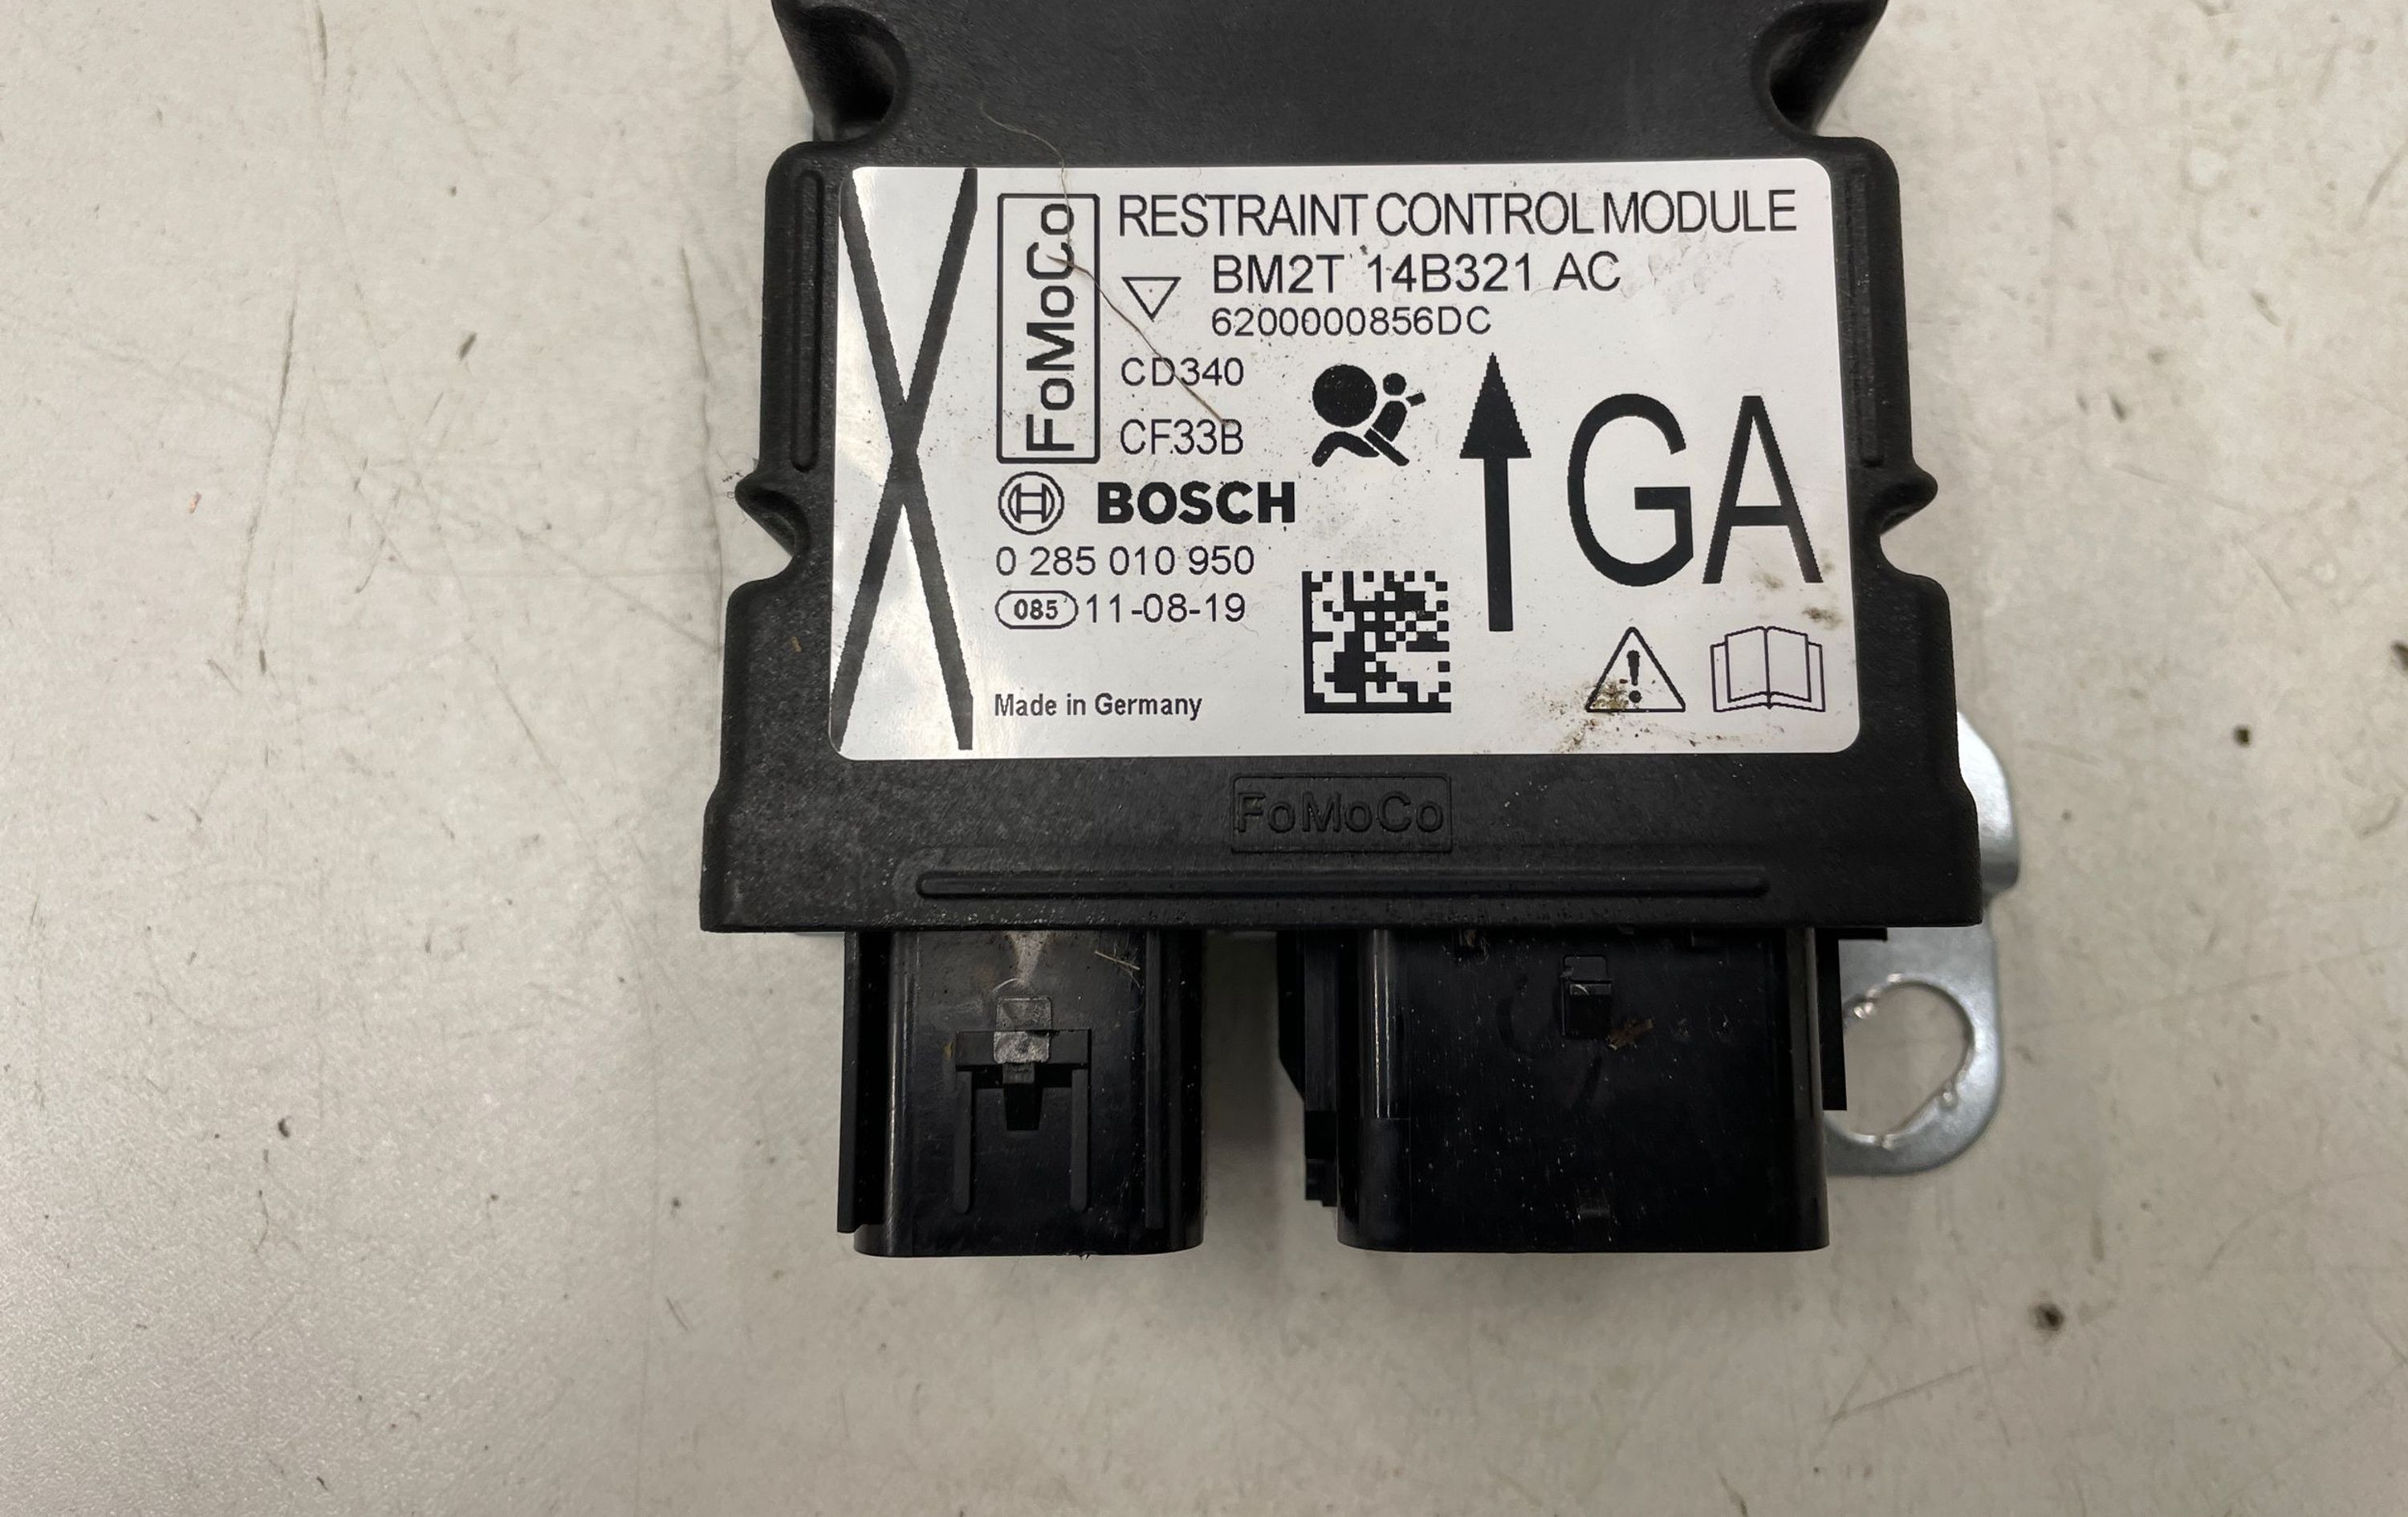 FoMoCo
RESTRAINT CONTROL MODULE
BM2T 14B321 AC
6200000856DC
CD340
CF33B
GA
BOSCH
0 285 010 950
085 11-08-19
Made in Germany
FoMoCo